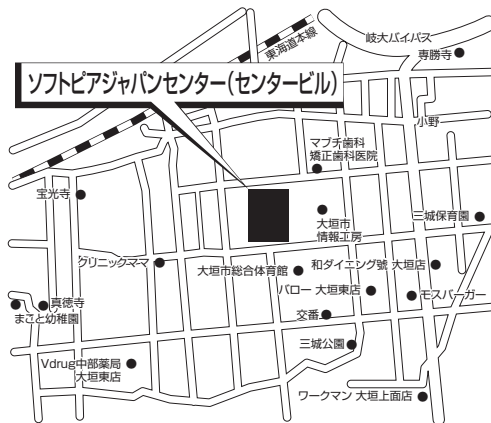 岐大バイパス
専勝寺
東海道本線
ソフトピアジャパンセンター(センタービル)
小野
マブチ歯科
矯正歯科医院
宝光寺
大垣市
情報工房
三城保育園
クリニックママ
大垣市総合体育館
和ダイニング號 大垣店
バロー 大垣東店
モスバーガー
真徳寺
まこと幼稚園
交番
三城公園
Vdrug中部薬局
大垣東店
ワークマン 大垣上面店